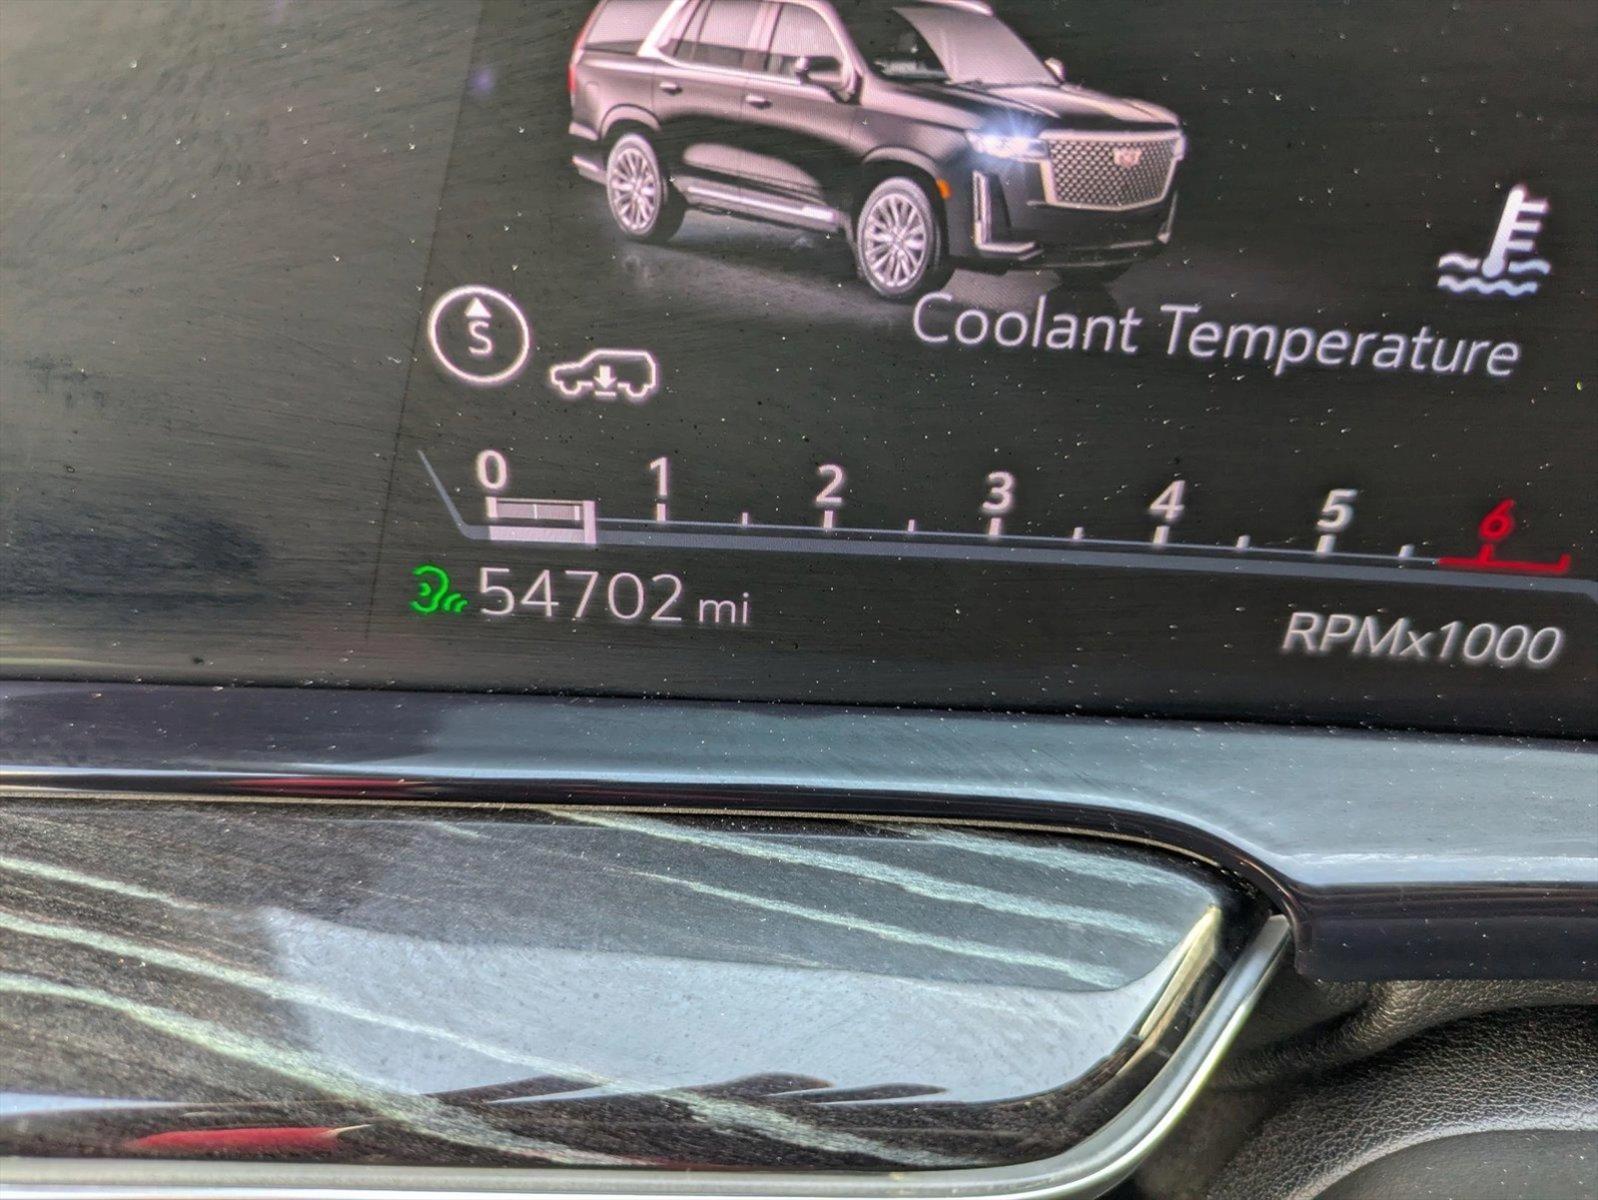 Coolant Temperature
S
0 1 2 3 4 5 6
54702 mi
RPMx1000